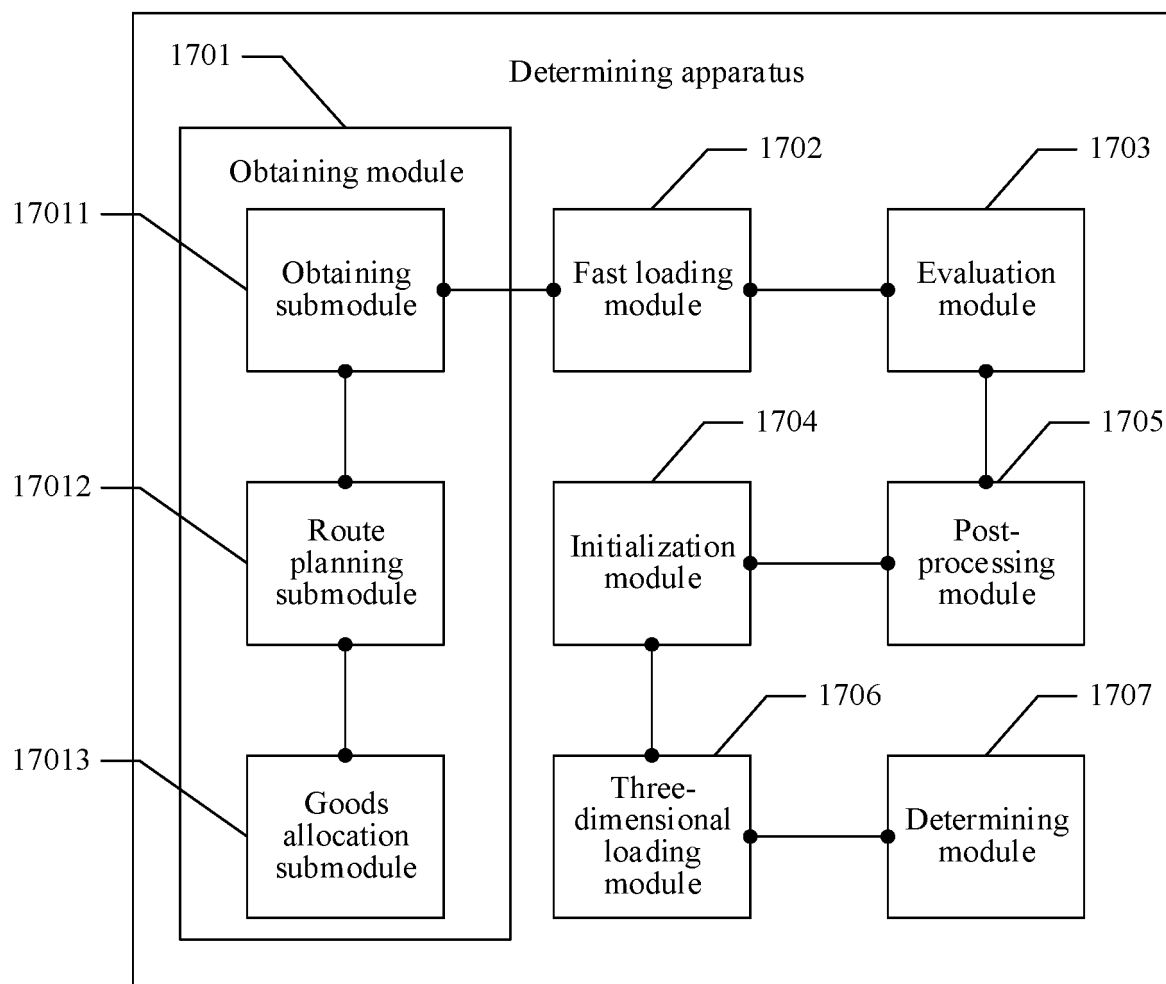 1701
Determining apparatus
Obtaining module
1702
1703
17011
Obtaining
submodule
Fast loading
module
Evaluation
module
1704
1705
17012
Route
planning
submodule
Initialization
module
Post-
processing
module
1706
1707
17013
Goods
allocation
submodule
Three-
dimensional
loading
module
Determining
module